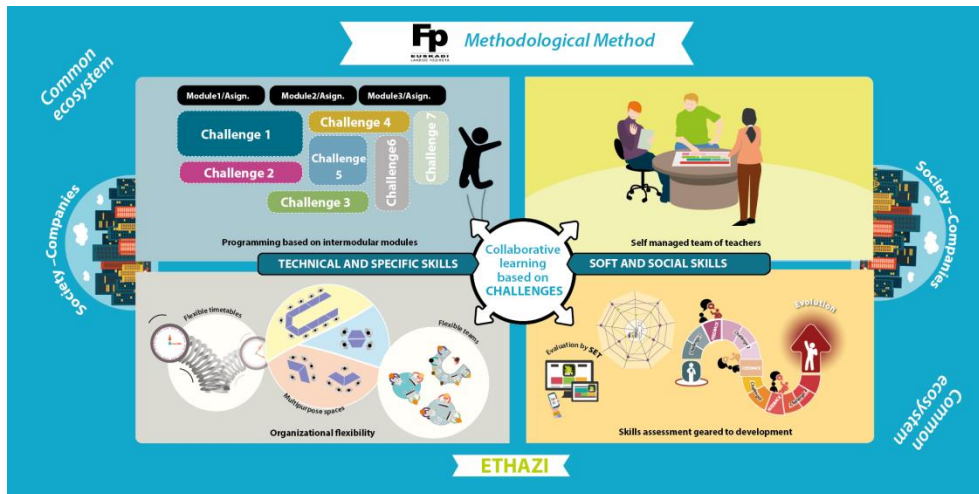 Fp
EUSKADI
LANBIDE HEZIKETA
Methodological Method
Common
ecosystem
Module1/Asign.
Module2/Asign.
Module3/Asign.
Challenge 1
Challenge 4
Challenge 7
Challenge 2
Challenge
5
Challenge6
Challenge 3
Society –Companies
Society –Companies
Programming based on intermodular modules
Self managed team of teachers
TECHNICAL AND SPECIFIC SKILLS
Collaborative
learning
based on
CHALLENGES
SOFT AND SOCIAL SKILLS
Flexible timetables
Flexible teams
Multipurpose spaces
Organizational flexibility
Evaluation by SET
Evolution
Skills assessment geared to development
Common
ecosystem
ETHAZI